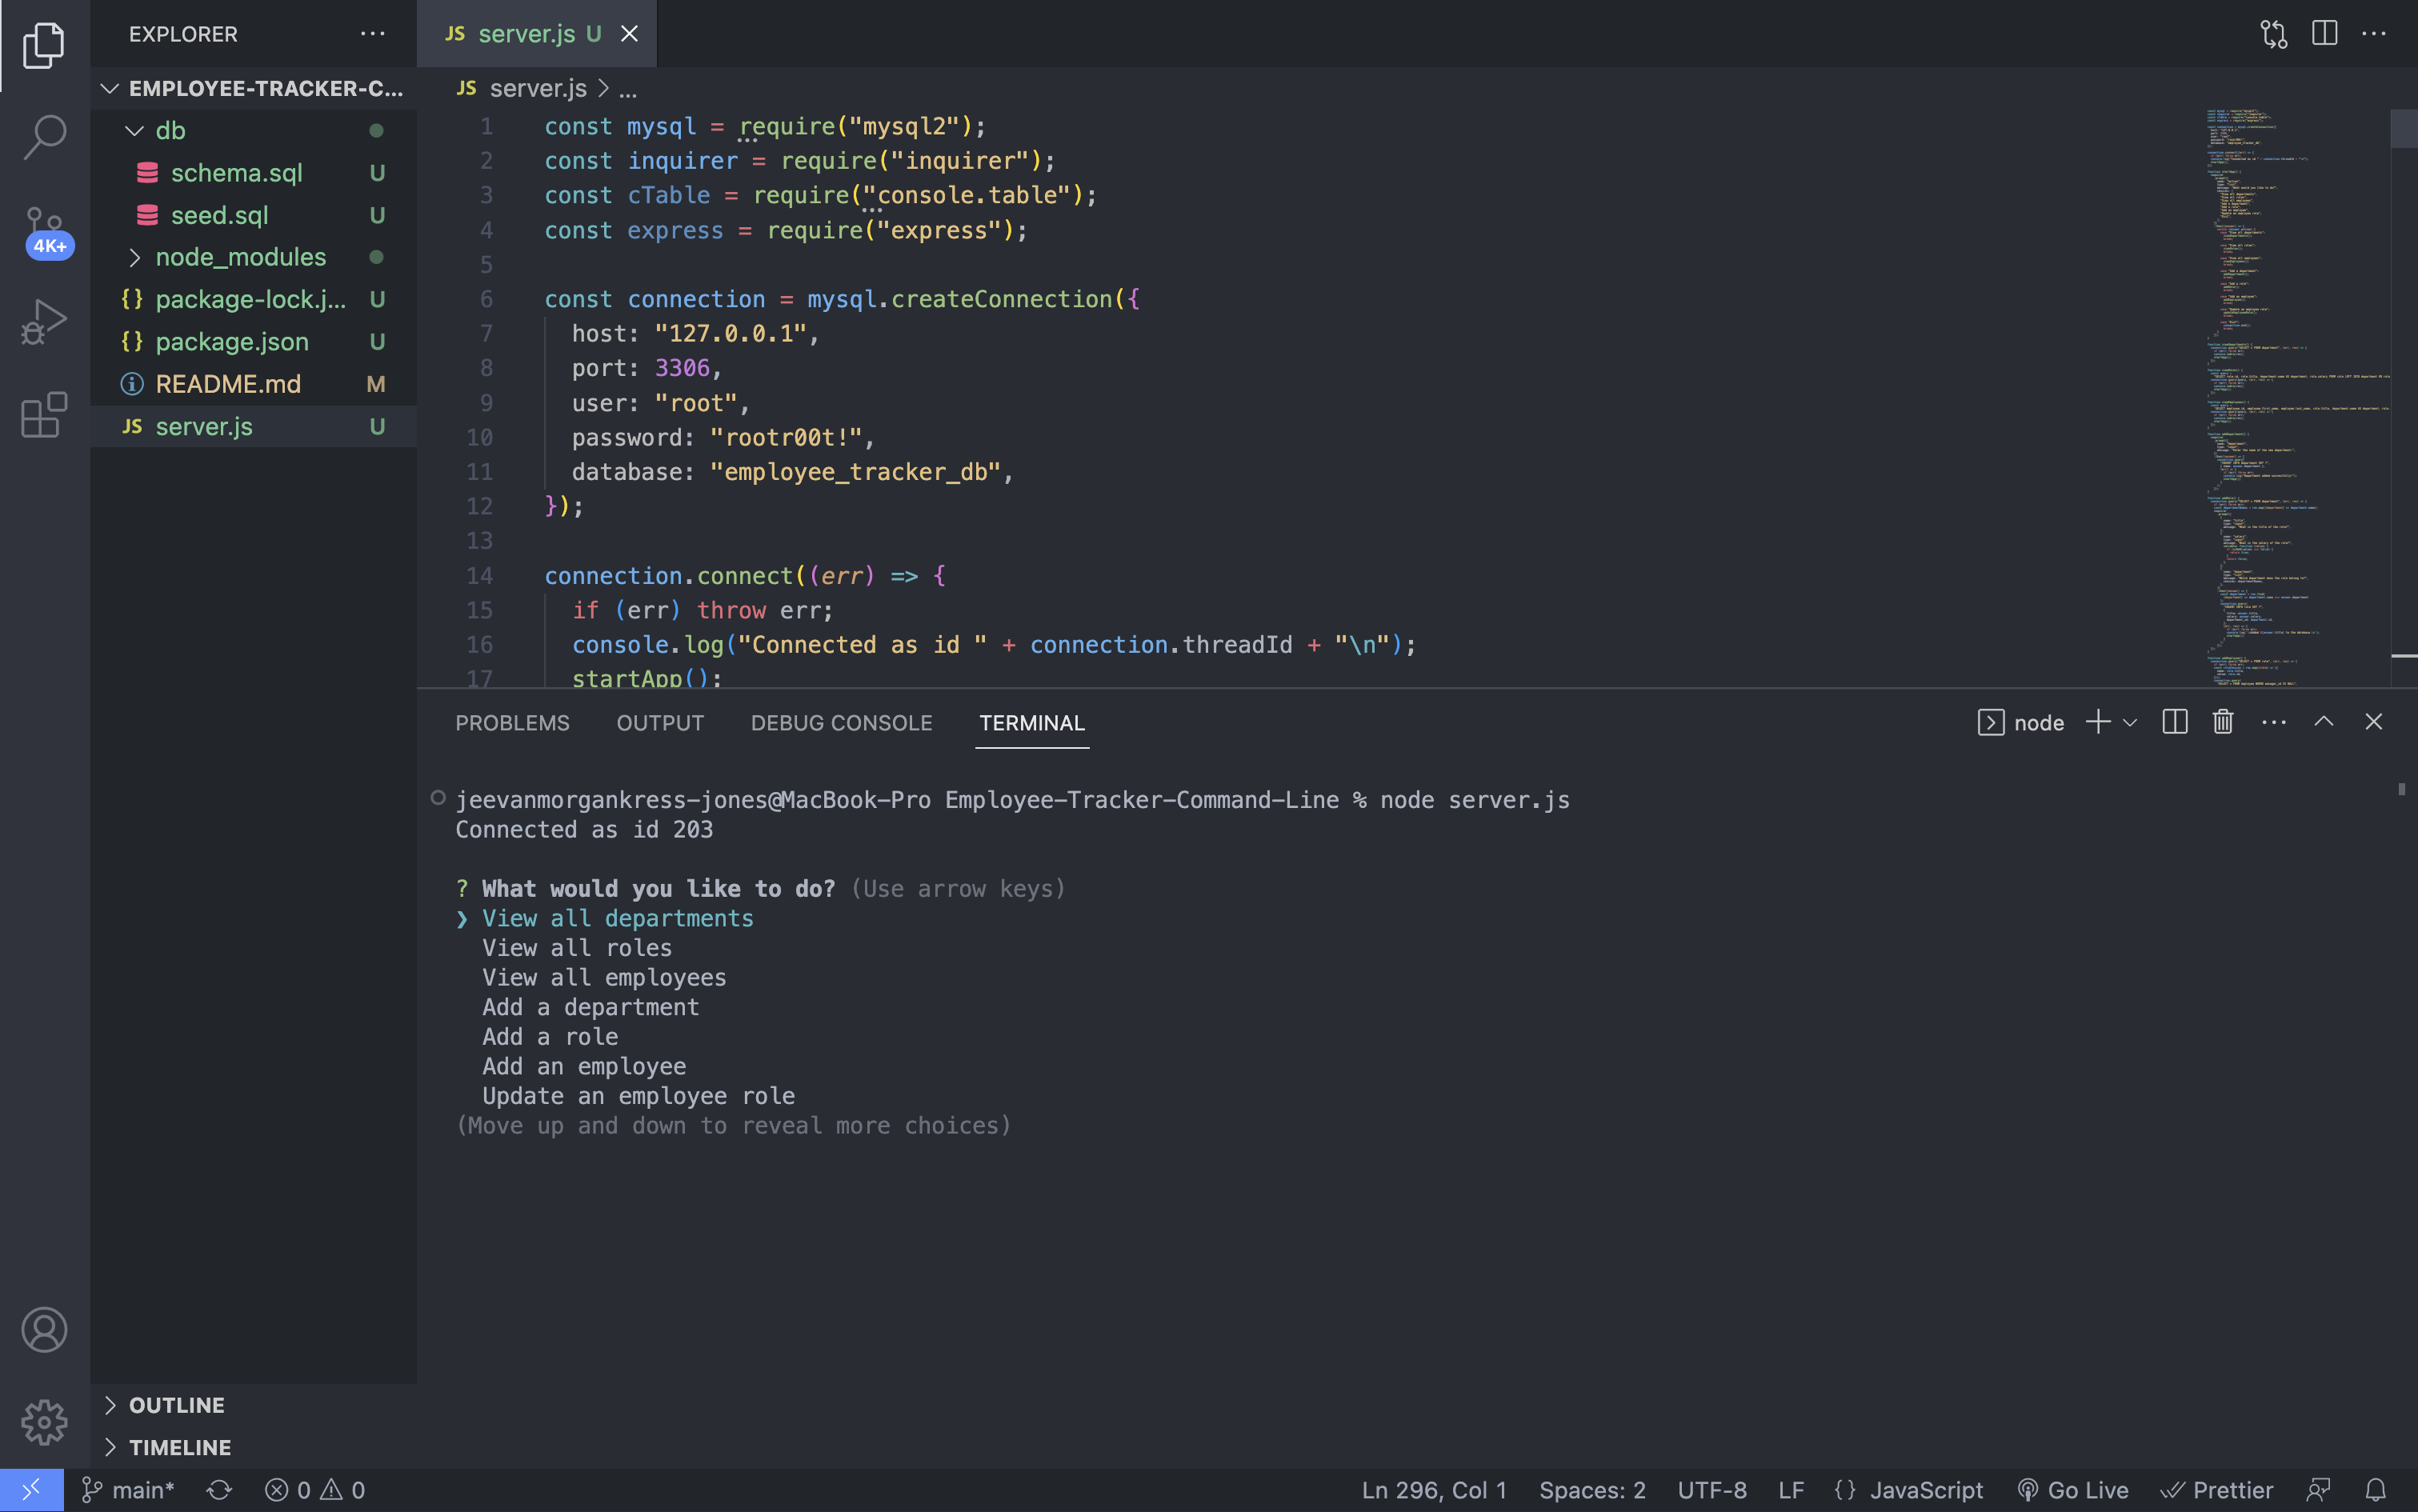 EXPLORER
EMPLOYEE-TRACKER-C...
db
schema.sql U
seed.sql U
4K+
node_modules
package-lock.j... U
package.json U
README.md M
JS server.js U
OUTLINE
TIMELINE
JS server.js U
JS server.js > ...
1 const mysql = require("mysql2");
2 const inquirer = require("inquirer");
3 const cTable = require("console.table");
4 const express = require("express");
5
6 const connection = mysql.createConnection({
7 host: "127.0.0.1",
8 port: 3306,
9 user: "root",
10 password: "rootr00t!",
11 database: "employee_tracker_db",
12 });
13
14 connection.connect((err) => {
15 if (err) throw err;
16 console.log("Connected as id " + connection.threadId + "\n");
17 startApp();
PROBLEMS OUTPUT DEBUG CONSOLE TERMINAL
node
jeevanmorgankress-jones@MacBook-Pro Employee-Tracker-Command-Line % node server.js
Connected as id 203
? What would you like to do? (Use arrow keys)
❯ View all departments
View all roles
View all employees
Add a department
Add a role
Add an employee
Update an employee role
(Move up and down to reveal more choices)
main* 0 0 Ln 296, Col 1 Spaces: 2 UTF-8 LF {} JavaScript Go Live Prettier